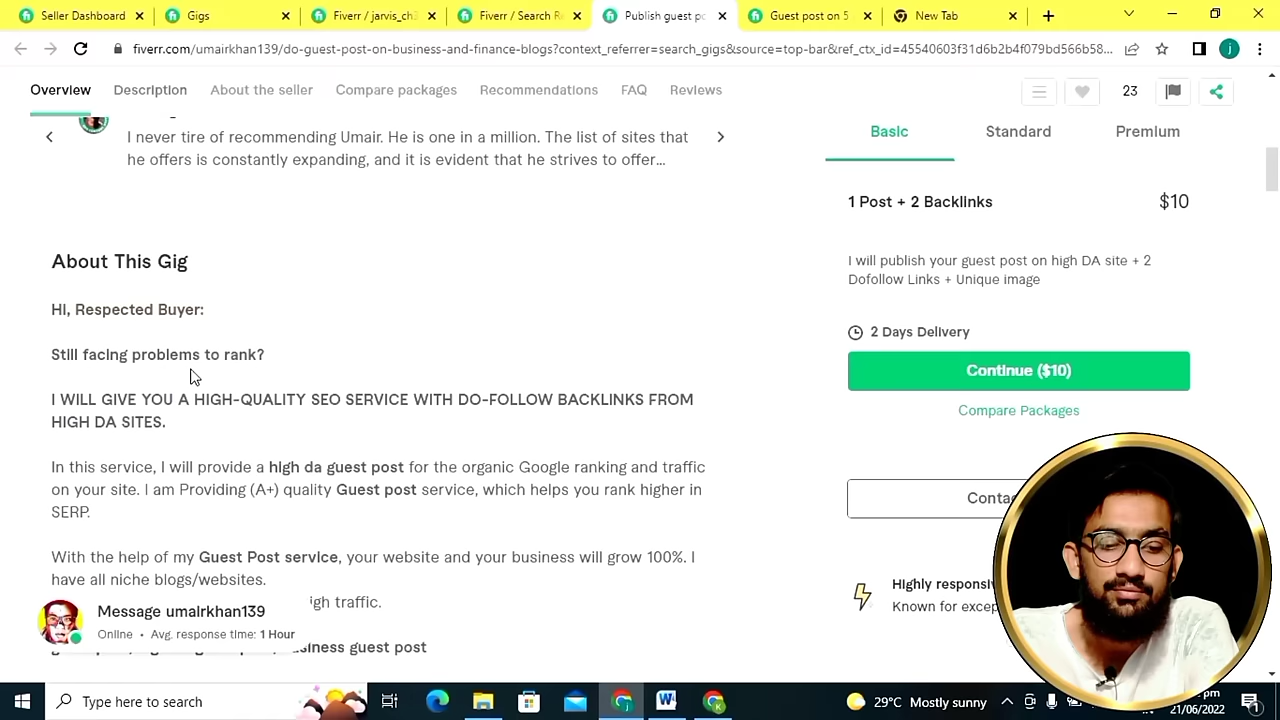 Seller Dashboard
Gigs
Fiverr / jarvis_ch
Fiverr / Search Re
Publish guest po
Guest post on 5
New Tab
fiverr.com/umairkhan139/do-guest-post-on-business-and-finance-blogs?context_referrer=search_gigs&source=top-bar&ref_ctx_id=45540603f31d6b2b4f079bd566b58...
j
Overview
Description
About the seller
Compare packages
Recommendations
FAQ
Reviews
23
I never tire of recommending Umair. He is one in a million. The list of sites that
he offers is constantly expanding, and it is evident that he strives to offer...
About This Gig
HI, Respected Buyer:
Still facing problems to rank?
I WILL GIVE YOU A HIGH-QUALITY SEO SERVICE WITH DO-FOLLOW BACKLINKS FROM
HIGH DA SITES.
In this service, I will provide a high da guest post for the organic Google ranking and traffic
on your site. I am Providing (A+) quality Guest post service, which helps you rank higher in
SERP.
With the help of my Guest Post service, your website and your business will grow 100%. I
have all niche blogs/websites.
igh traffic.
business guest post
Message umairkhan139
Online • Avg. response time: 1 Hour
Basic
Standard
Premium
1 Post + 2 Backlinks
$10
I will publish your guest post on high DA site + 2
Dofollow Links + Unique image
2 Days Delivery
Continue ($10)
Compare Packages
Contac
Highly responsiv
Known for excep
Type here to search
29°C Mostly sunny
pm
21/06/2022